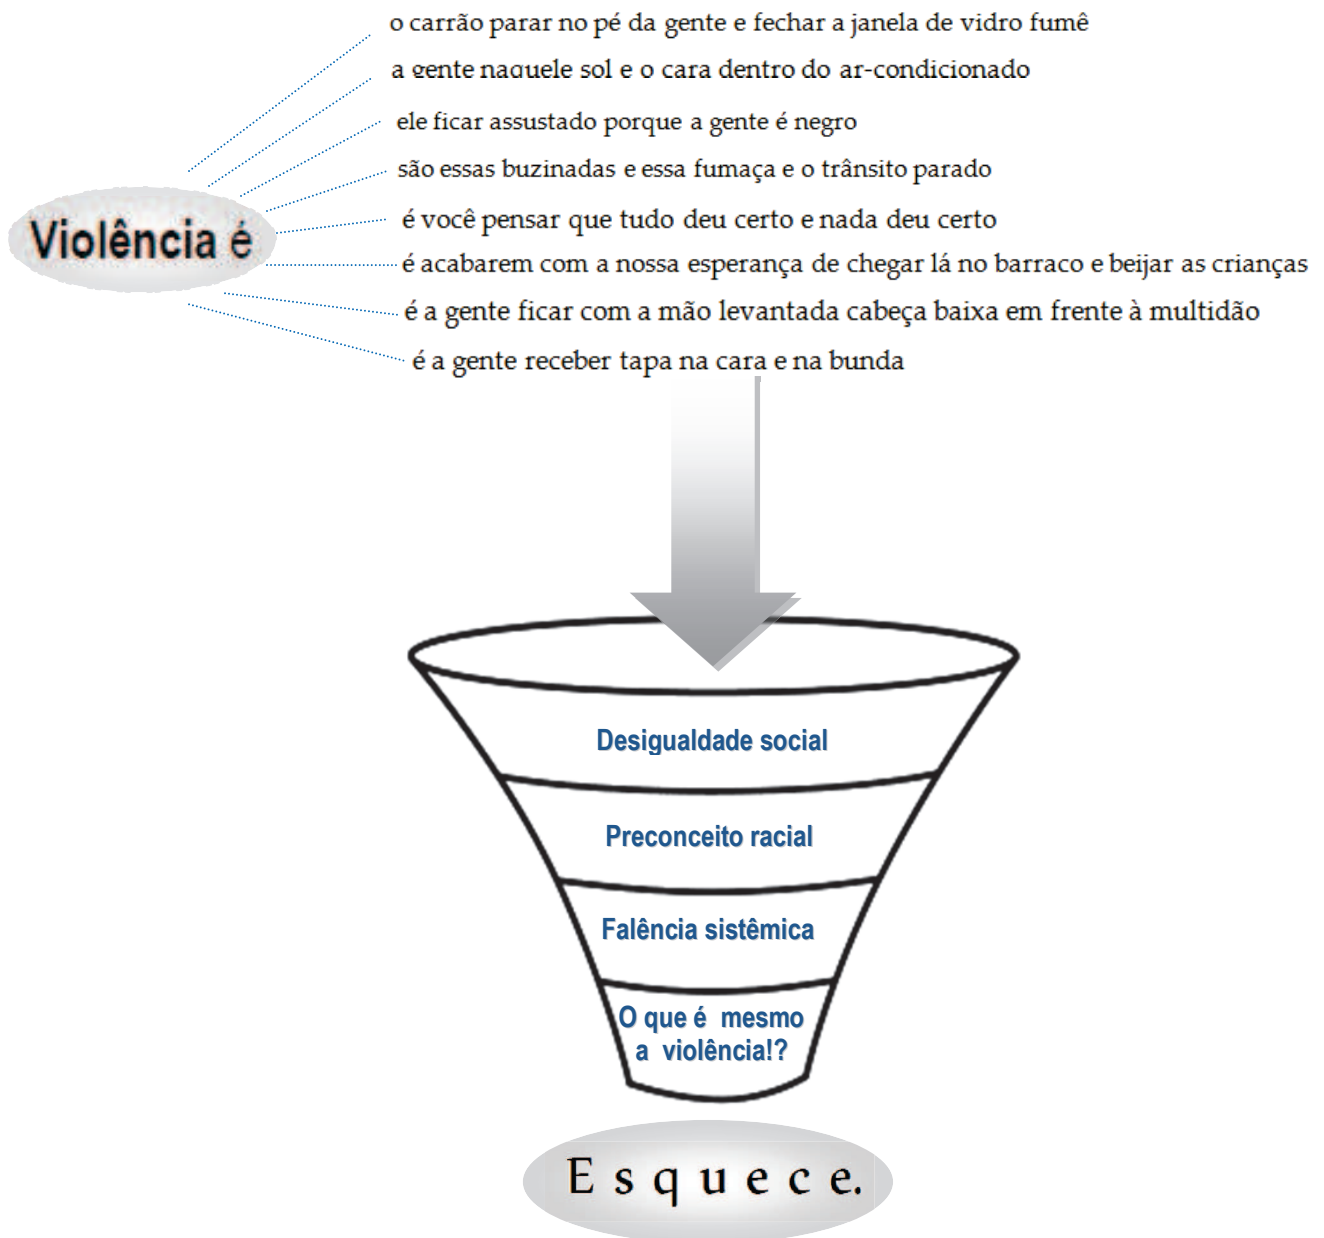 o carrão parar no pé da gente e fechar a janela de vidro fumê
a gente naquele sol e o cara dentro do ar-condicionado
ele ficar assustado porque a gente é negro
são essas buzinadas e essa fumaça e o trânsito parado
Violência é
é você pensar que tudo deu certo e nada deu certo
é acabarem com a nossa esperança de chegar lá no barraco e beijar as crianças
é a gente ficar com a mão levantada cabeça baixa em frente à multidão
é a gente receber tapa na cara e na bunda
Desigualdade social
Preconceito racial
Falência sistêmica
O que é mesmo
a violência!?
E s q u e c e.